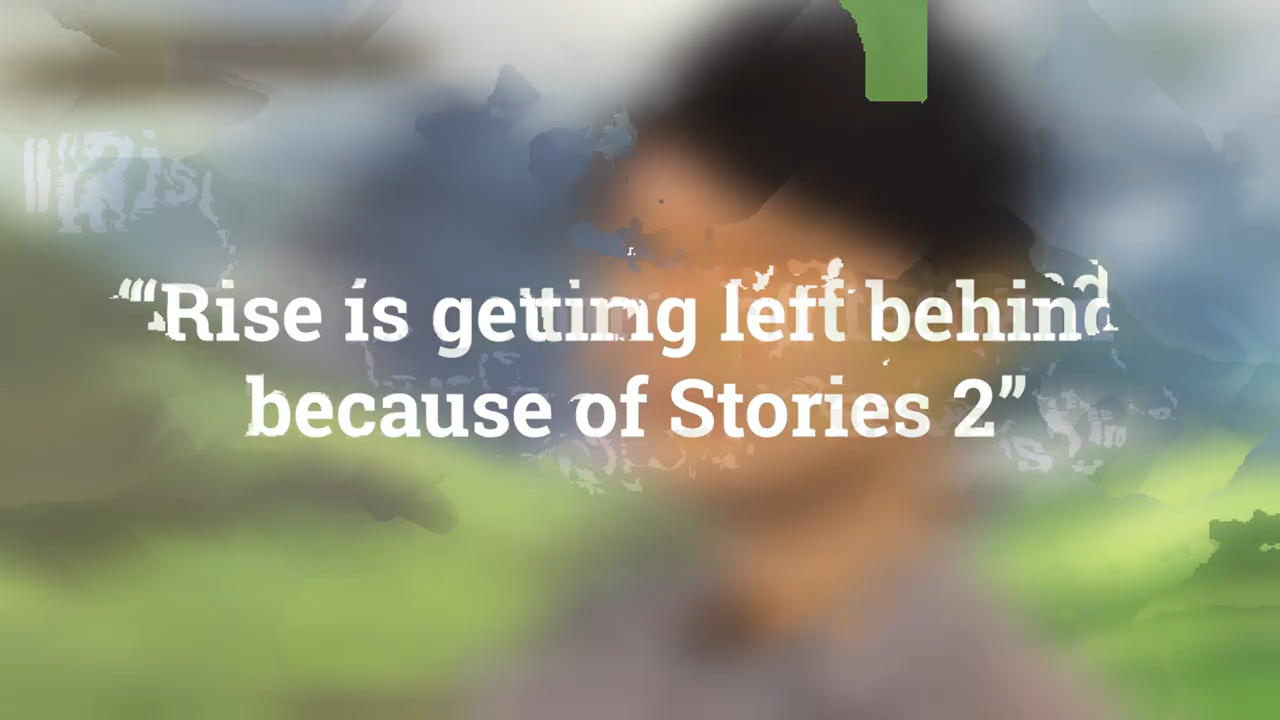 “Rise is getting left behind
because of Stories 2”